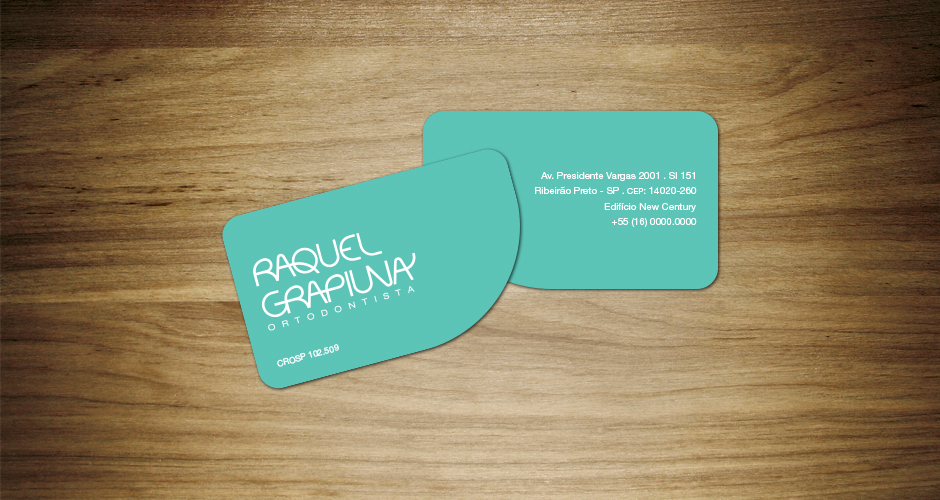 RAQUEL
GRAPIUNA
ORTODONTISTA
CROSP 102.509
Av. Presidente Vargas 2001 . Sl 151
Ribeirão Preto - SP . CEP: 14020-260
Edifício New Century
+55 (16) 0000.0000